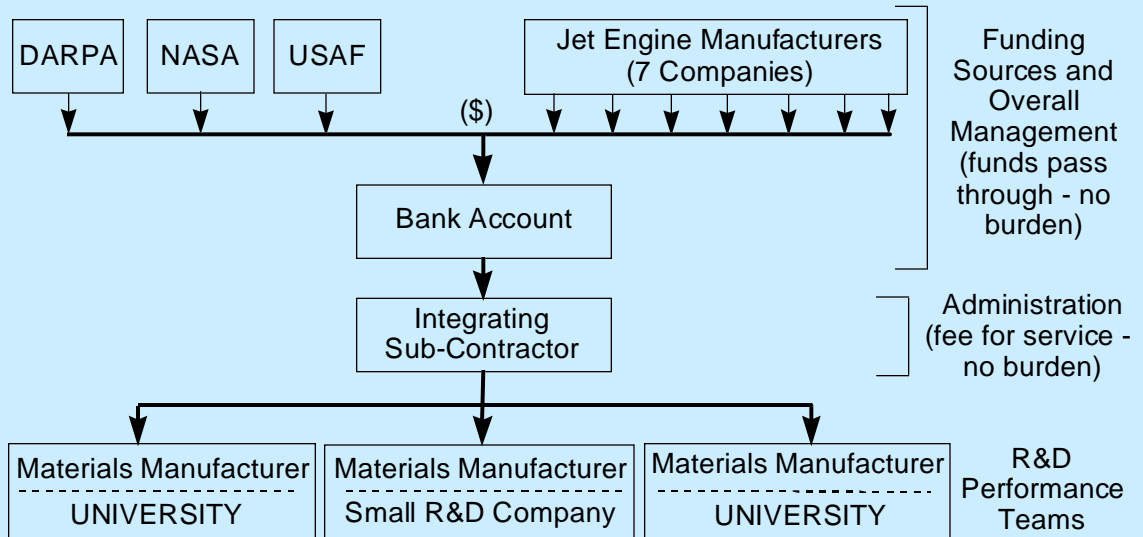 DARPA
NASA
USAF
Jet Engine Manufacturers
(7 Companies)
Funding
Sources and
Overall
Management
(funds pass
through - no
burden)
($)
Bank Account
Integrating
Sub-Contractor
Administration
(fee for service -
no burden)
Materials Manufacturer
UNIVERSITY
Materials Manufacturer
Small R&D Company
Materials Manufacturer
UNIVERSITY
R&D
Performance
Teams